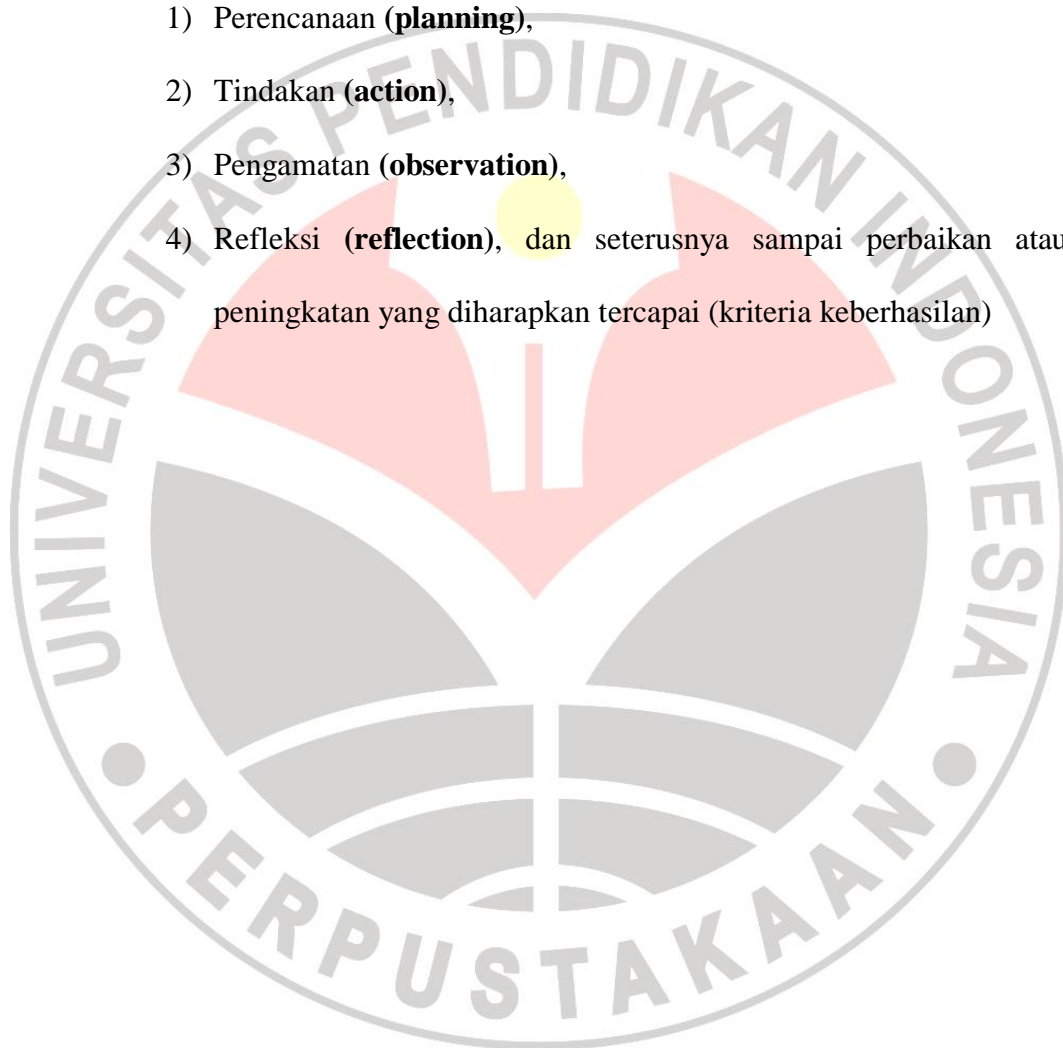 1) Perencanaan (planning),
2) Tindakan (action),
3) Pengamatan (observation),
4) Refleksi (reflection), dan seterusnya sampai perbaikan atau
peningkatan yang diharapkan tercapai (kriteria keberhasilan)
UNIVERSITAS PENDIDIKAN INDONESIA
PERPUSTAKAAN